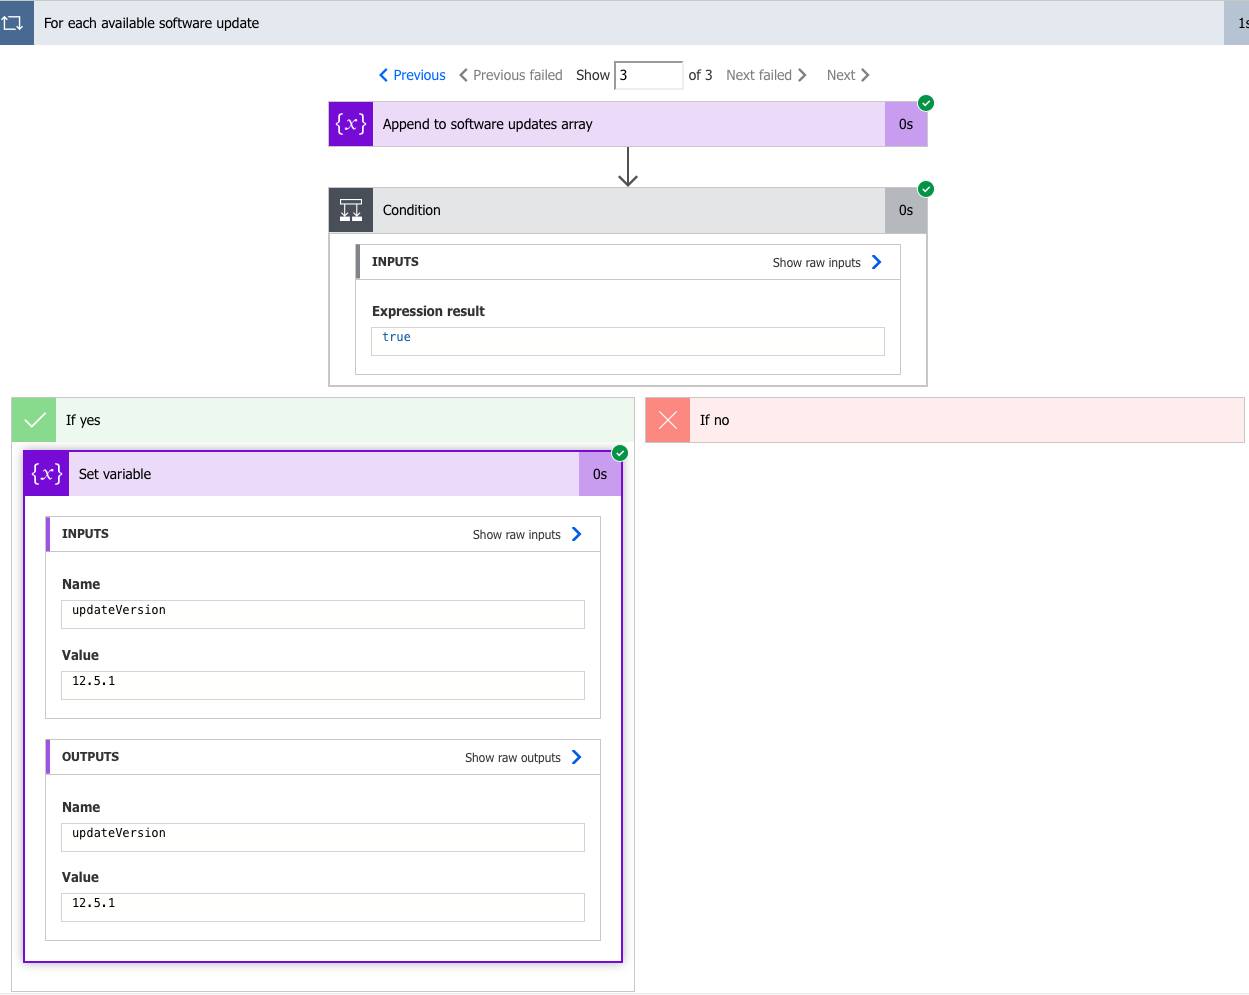 For each available software update
1s
Previous Previous failed Show 3 of 3 Next failed Next
{x} Append to software updates array 0s
Condition 0s
INPUTS Show raw inputs
Expression result
true
If yes
If no
{x} Set variable 0s
INPUTS Show raw inputs
Name
updateVersion
Value
12.5.1
OUTPUTS Show raw outputs
Name
updateVersion
Value
12.5.1